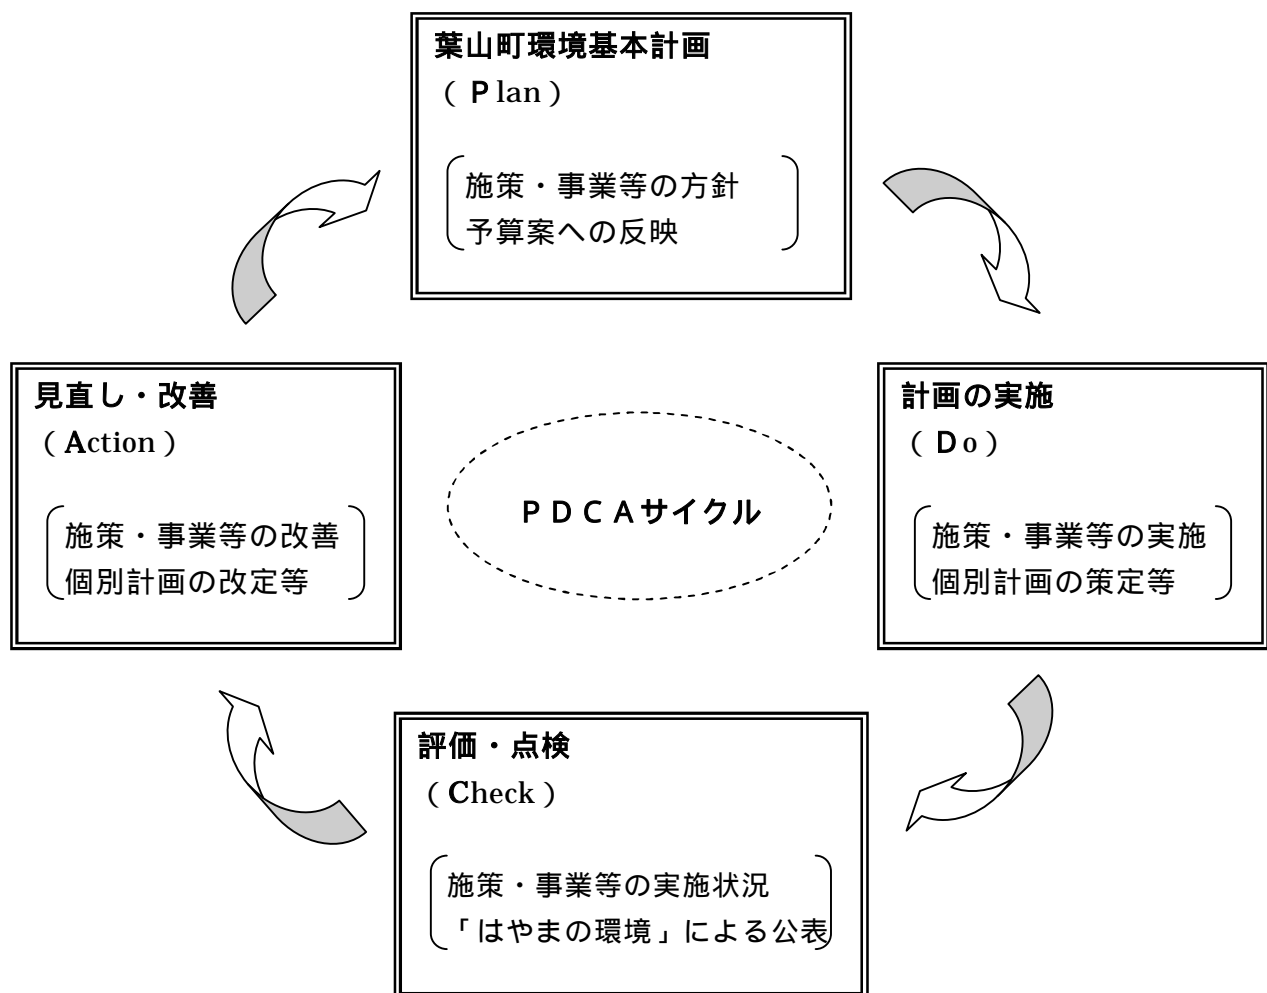 葉山町環境基本計画
（Plan）
施策・事業等の方針
予算案への反映
見直し・改善
（Action）
施策・事業等の改善
個別計画の改定等
PDCAサイクル
計画の実施
（Do）
施策・事業等の実施
個別計画の策定等
評価・点検
（Check）
施策・事業等の実施状況
「はやまの環境」による公表